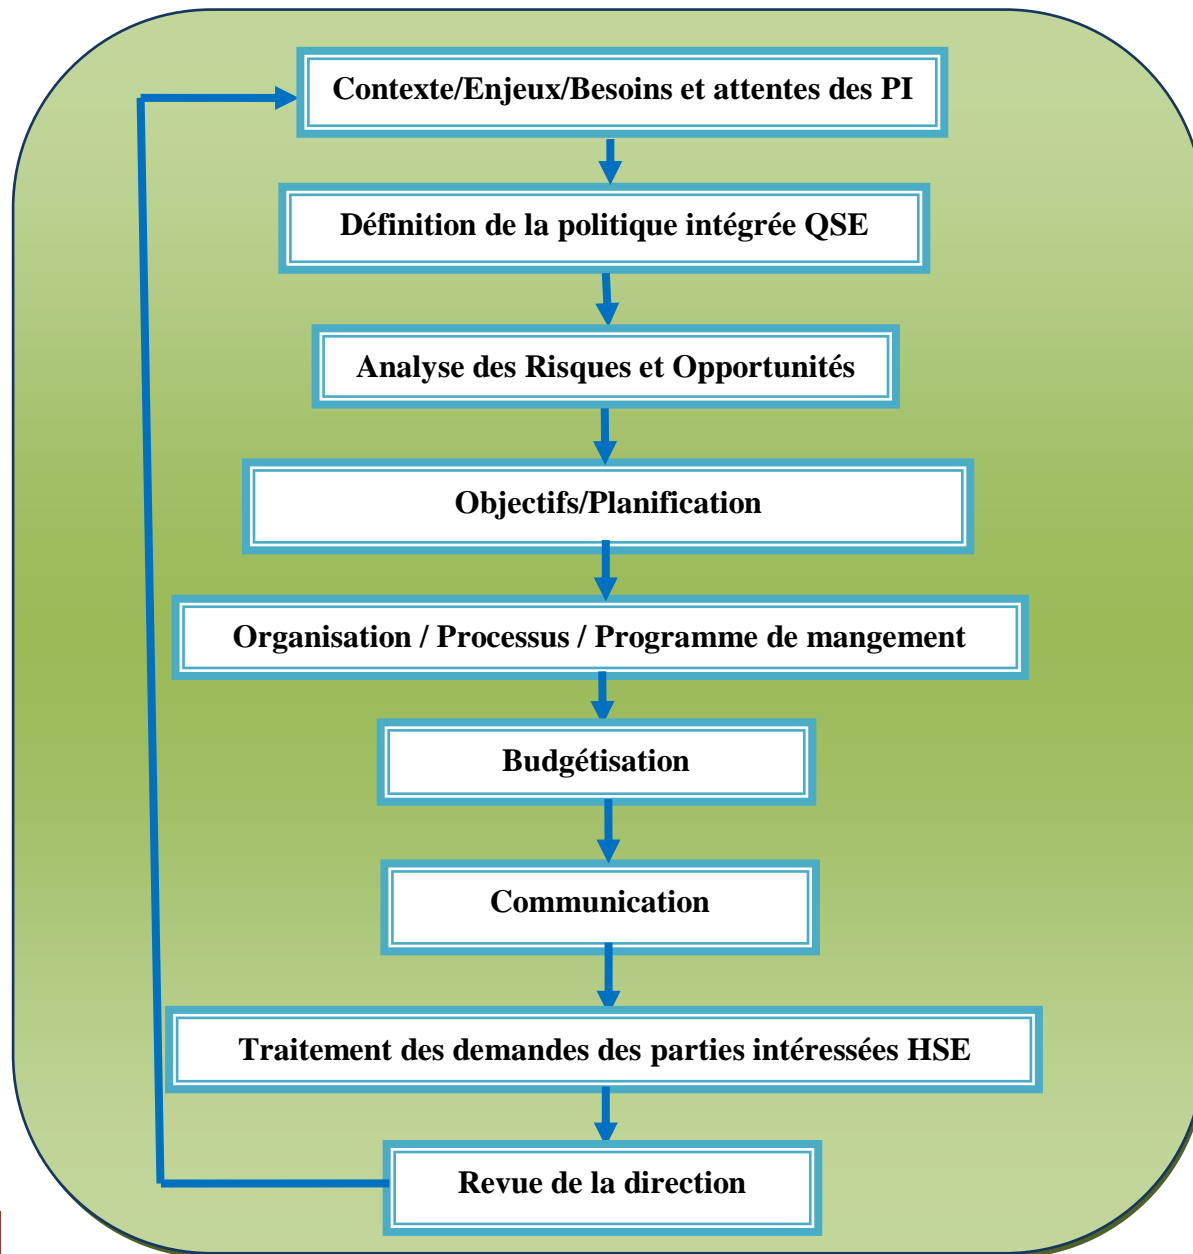 Contexte/Enjeux/Besoins et attentes des PI
Définition de la politique intégrée QSE
Analyse des Risques et Opportunités
Objectifs/Planification
Organisation / Processus / Programme de mangement
Budgétisation
Communication
Traitement des demandes des parties intéressées HSE
Revue de la direction